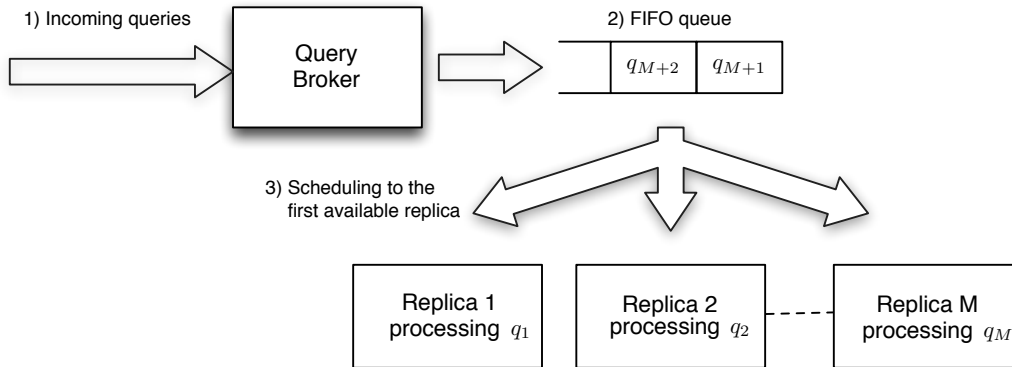 1) Incoming queries
Query
Broker
2) FIFO queue
q_{M+2}
q_{M+1}
3) Scheduling to the
first available replica
Replica 1
processing q_1
Replica 2
processing q_2
Replica M
processing q_M